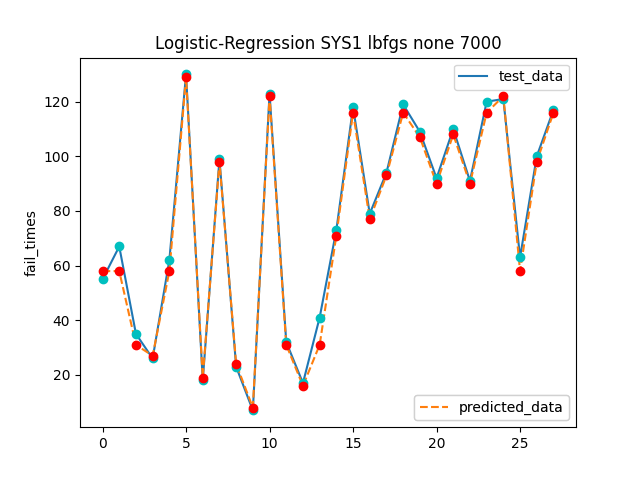 Logistic-Regression SYS1 lbfgs none 7000
test_data
120
100
80
60
40
20
fail_times
predicted_data
0 5 10 15 20 25